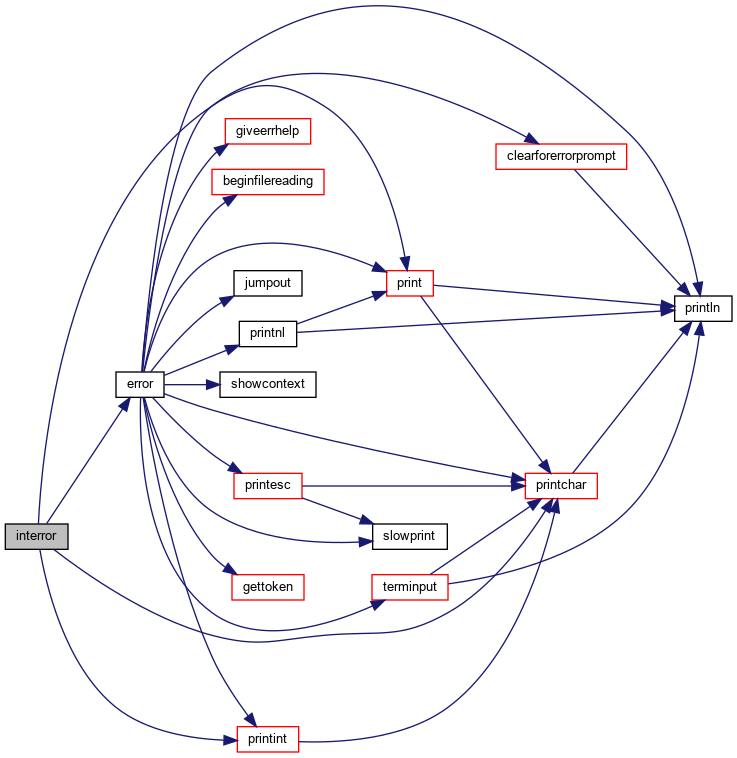 giveerrhelp
clearforerrorprompt
beginfilereading
jumpout
print
println
printnl
error
showcontext
printesc
printchar
interror
slowprint
gettoken
terminput
printint